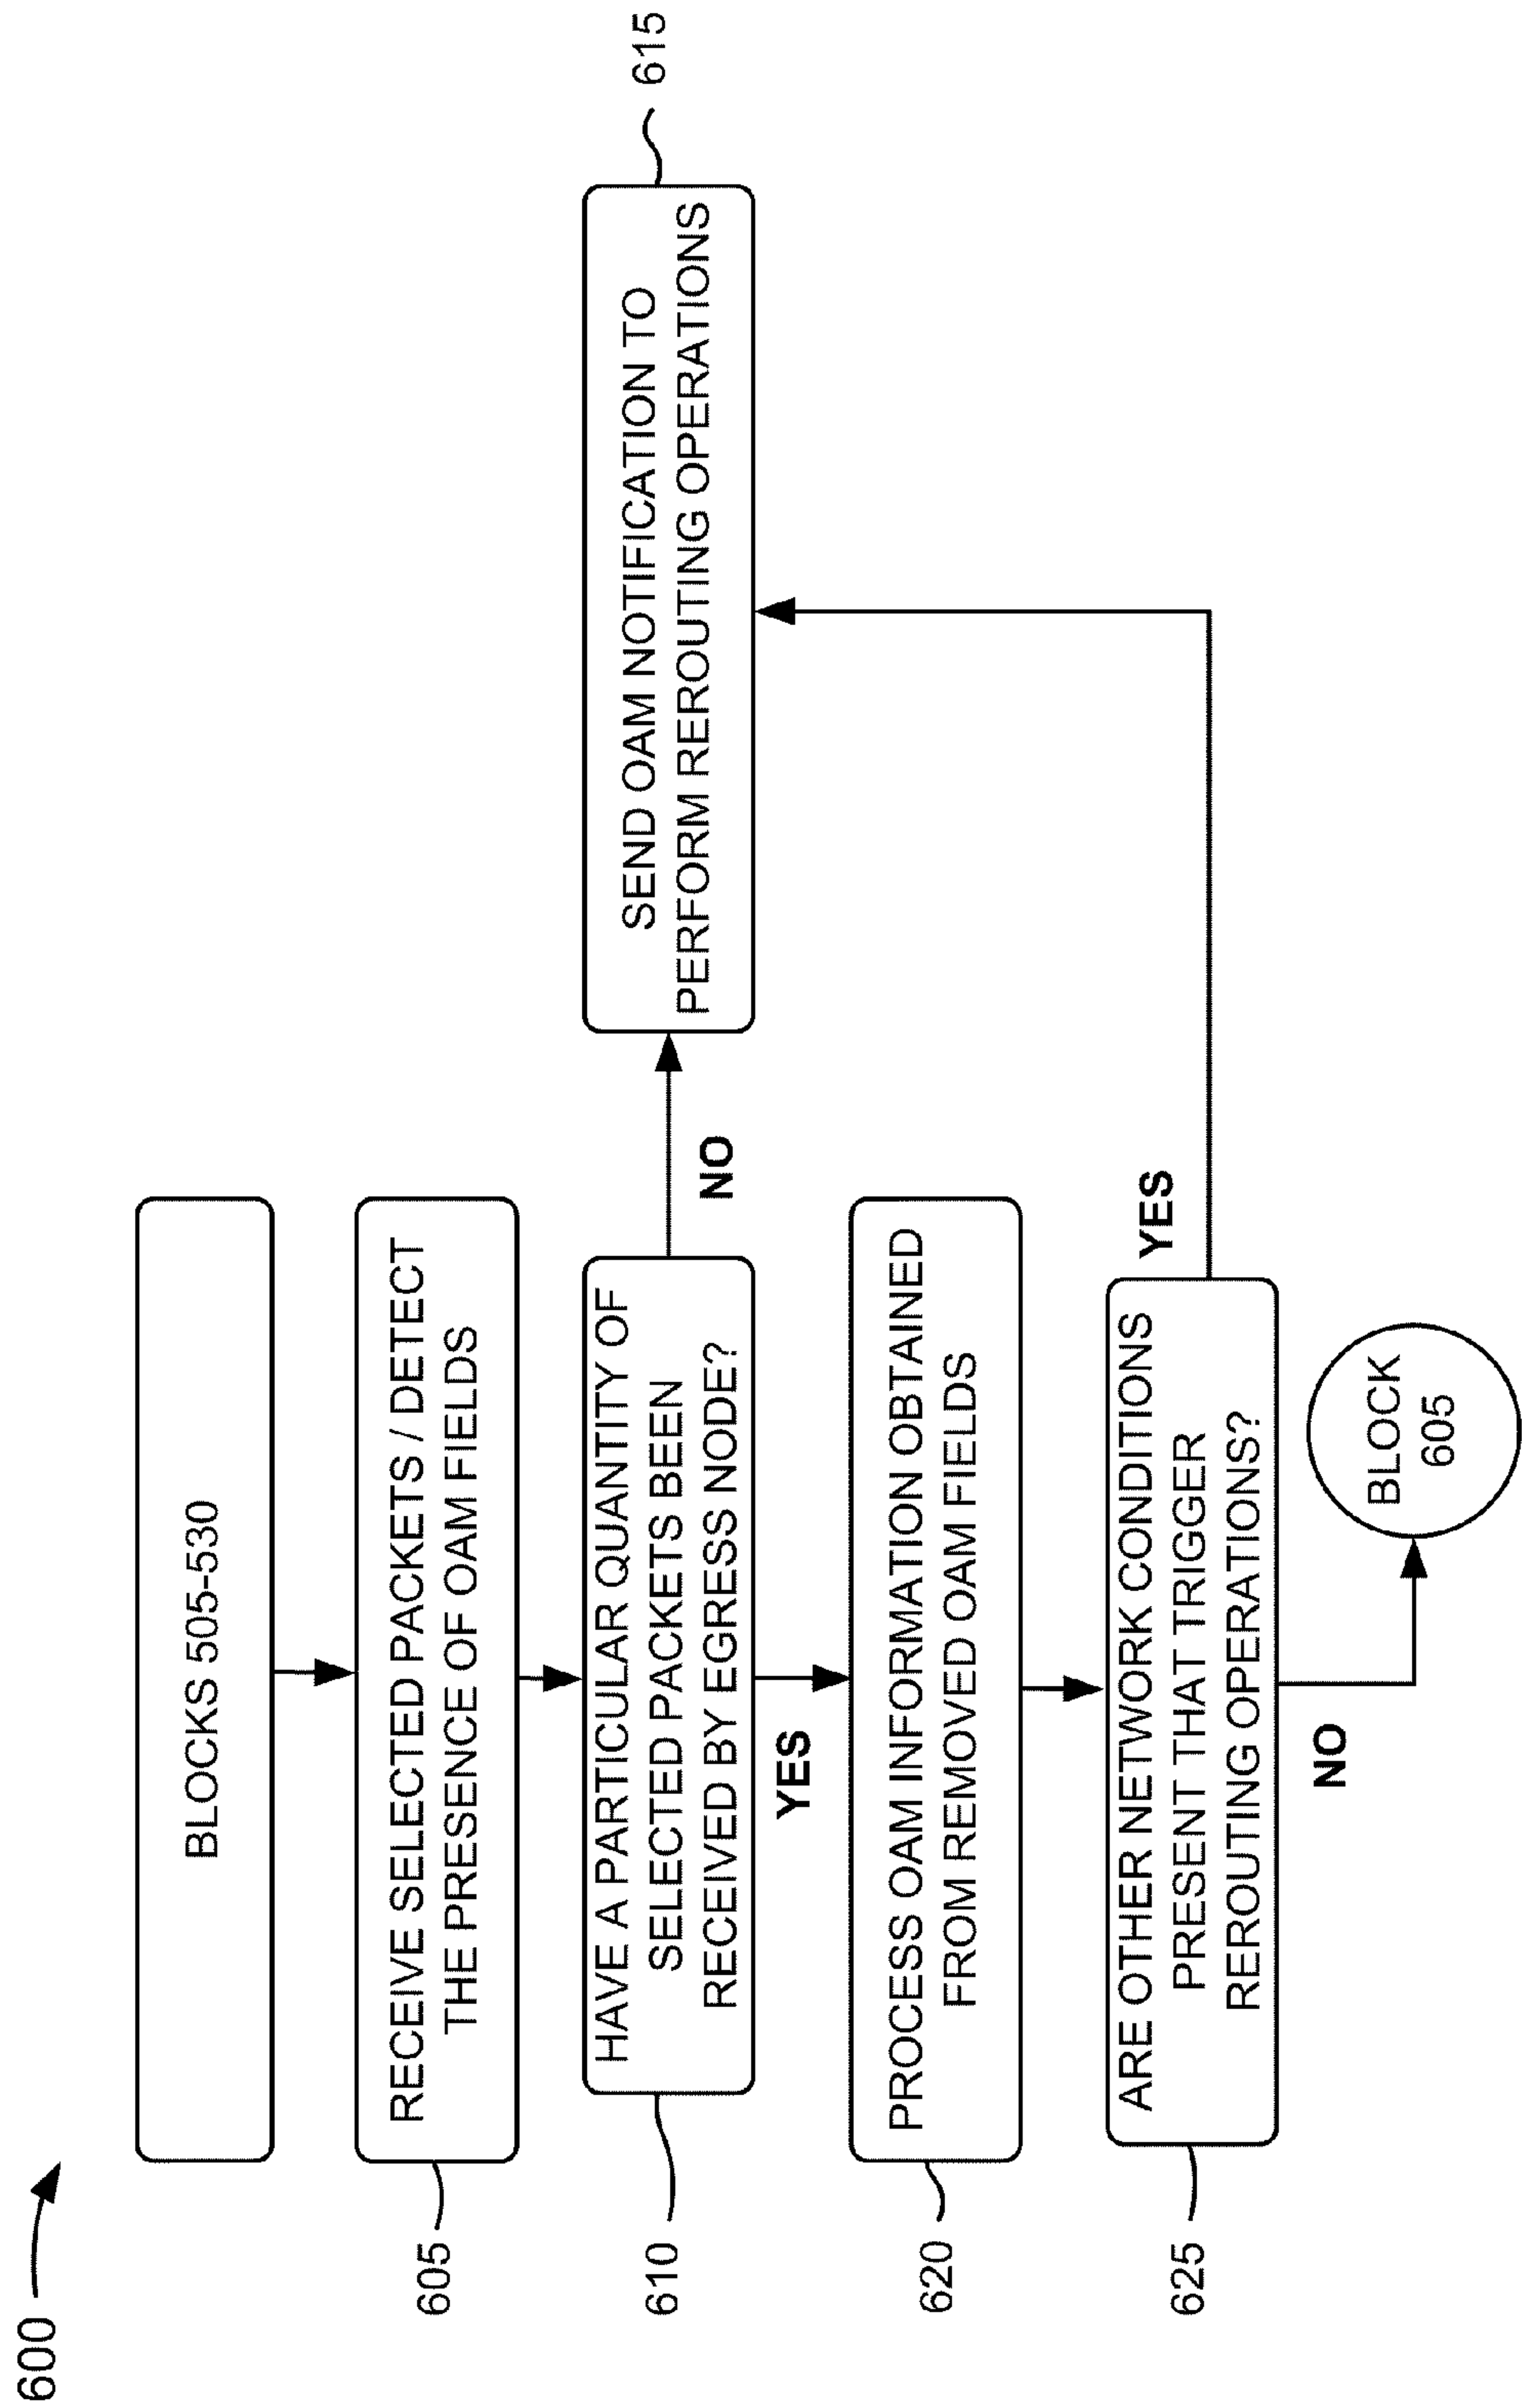 600
BLOCKS 505-530
605
RECEIVE SELECTED PACKETS / DETECT
THE PRESENCE OF OAM FIELDS
610
HAVE A PARTICULAR QUANTITY OF
SELECTED PACKETS BEEN
RECEIVED BY EGRESS NODE?
NO
SEND OAM NOTIFICATION TO
PERFORM REROUTING OPERATIONS
615
YES
620
PROCESS OAM INFORMATION OBTAINED
FROM REMOVED OAM FIELDS
625
ARE OTHER NETWORK CONDITIONS
PRESENT THAT TRIGGER
REROUTING OPERATIONS?
YES
NO
BLOCK
605